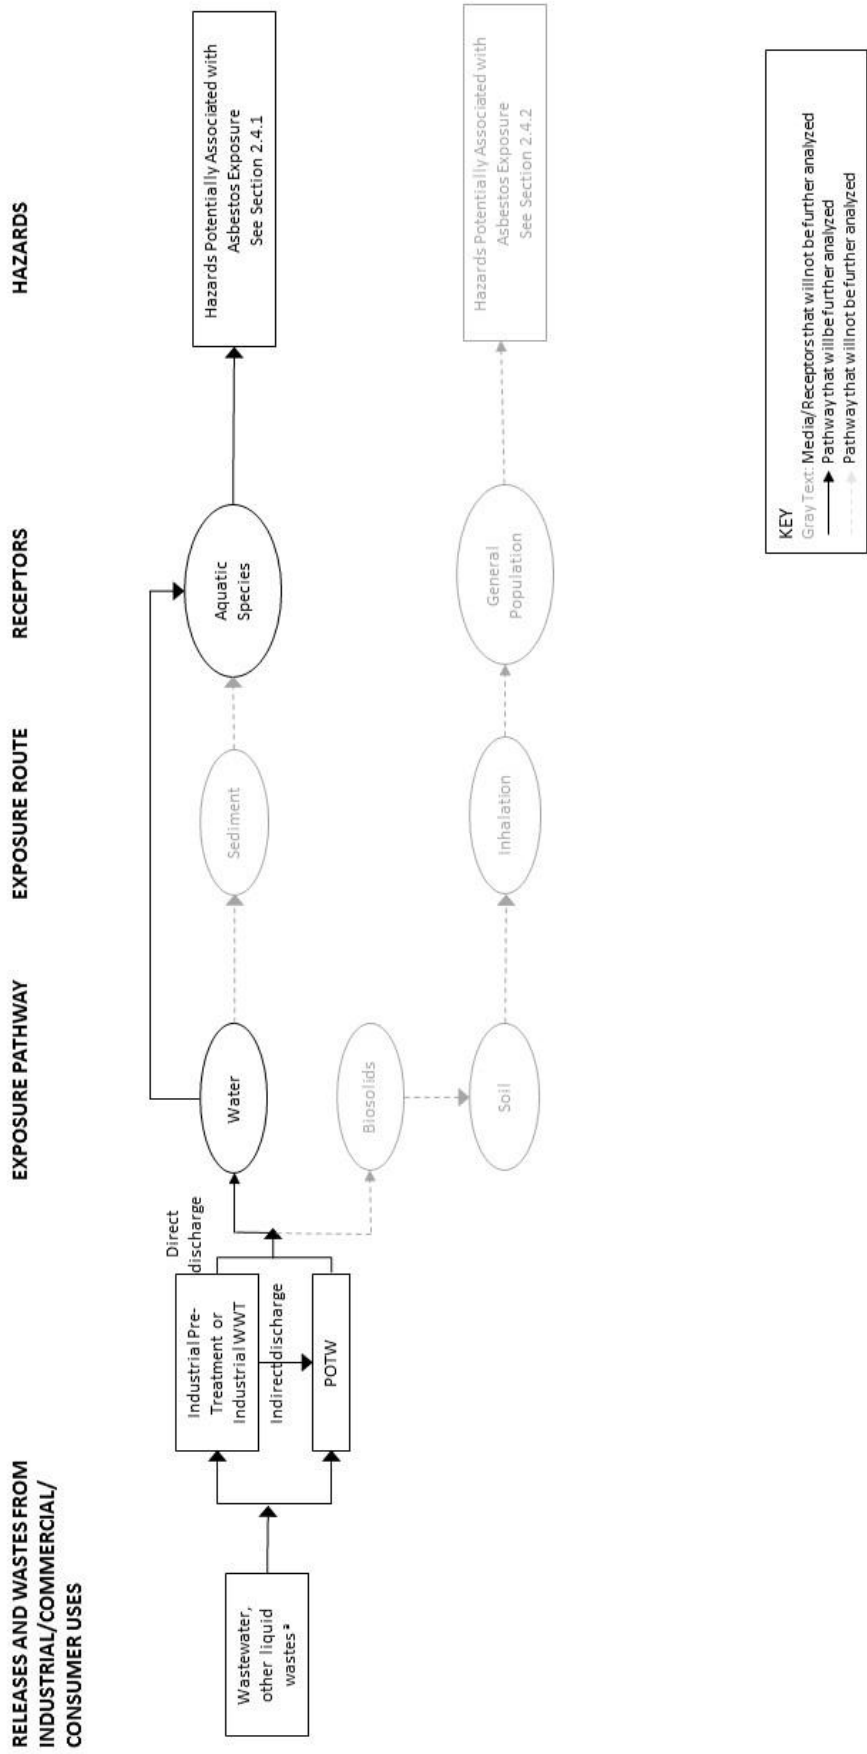 RELEASES AND WASTES FROM
INDUSTRIAL/COMMERCIAL/
CONSUMER USES
EXPOSURE PATHWAY
EXPOSURE ROUTE
RECEPTORS
HAZARDS
Wastewater,
other liquid
wastes ª
Industrial Pre-
Treatment or
Industrial WWT
Indirect discharge
POTW
Direct
discharge
Water
Sediment
Aquatic
Species
Hazards Potentially Associated with
Asbestos Exposure
See Section 2.4.1
Biosolids
Soil
Inhalation
General
Population
Hazards Potentially Associated with
Asbestos Exposure
See Section 2.4.2
KEY
Gray Text: Media/Receptors that will not be further analyzed
Pathway that will be further analyzed
Pathway that will not be further analyzed